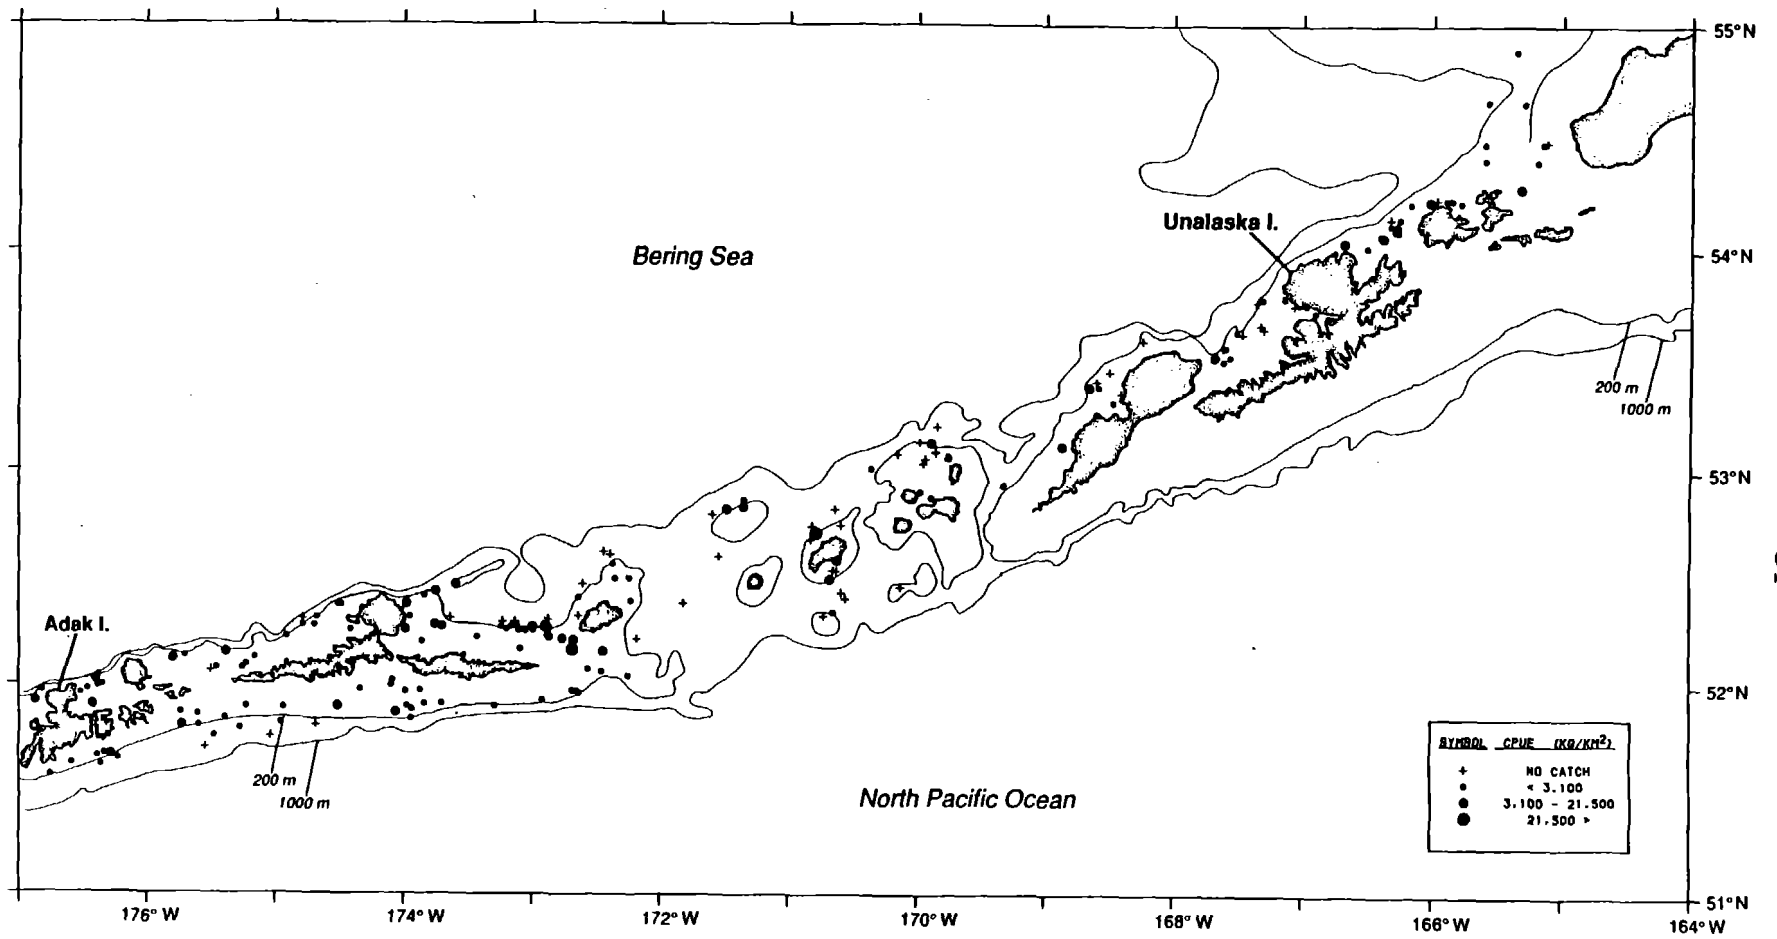 55°N
Unalaska I.
Bering Sea
54°N
200 m
1000 m
53°N
Adak I.
52°N
SYMBOL CPUE (KG/KM²)
+ NO CATCH
< 3.100
3.100 - 21.500
21.500 >
200 m
1000 m
North Pacific Ocean
51°N
176° W 174° W 172° W 170° W 168° W 166° W 164° W